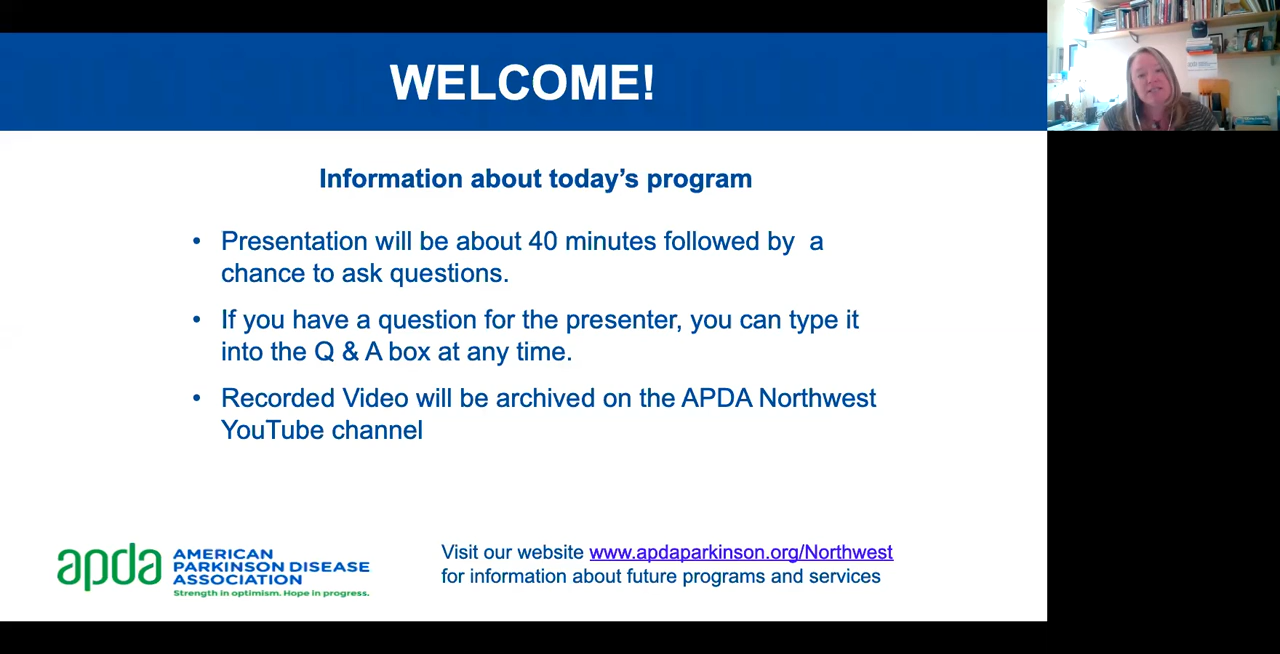 WELCOME!
Information about today’s program
• Presentation will be about 40 minutes followed by a
chance to ask questions.
• If you have a question for the presenter, you can type it
into the Q & A box at any time.
• Recorded Video will be archived on the APDA Northwest
YouTube channel
apda
AMERICAN
PARKINSON DISEASE
ASSOCIATION
Strength in optimism. Hope in progress.
Visit our website www.apdaparkinson.org/Northwest
for information about future programs and services